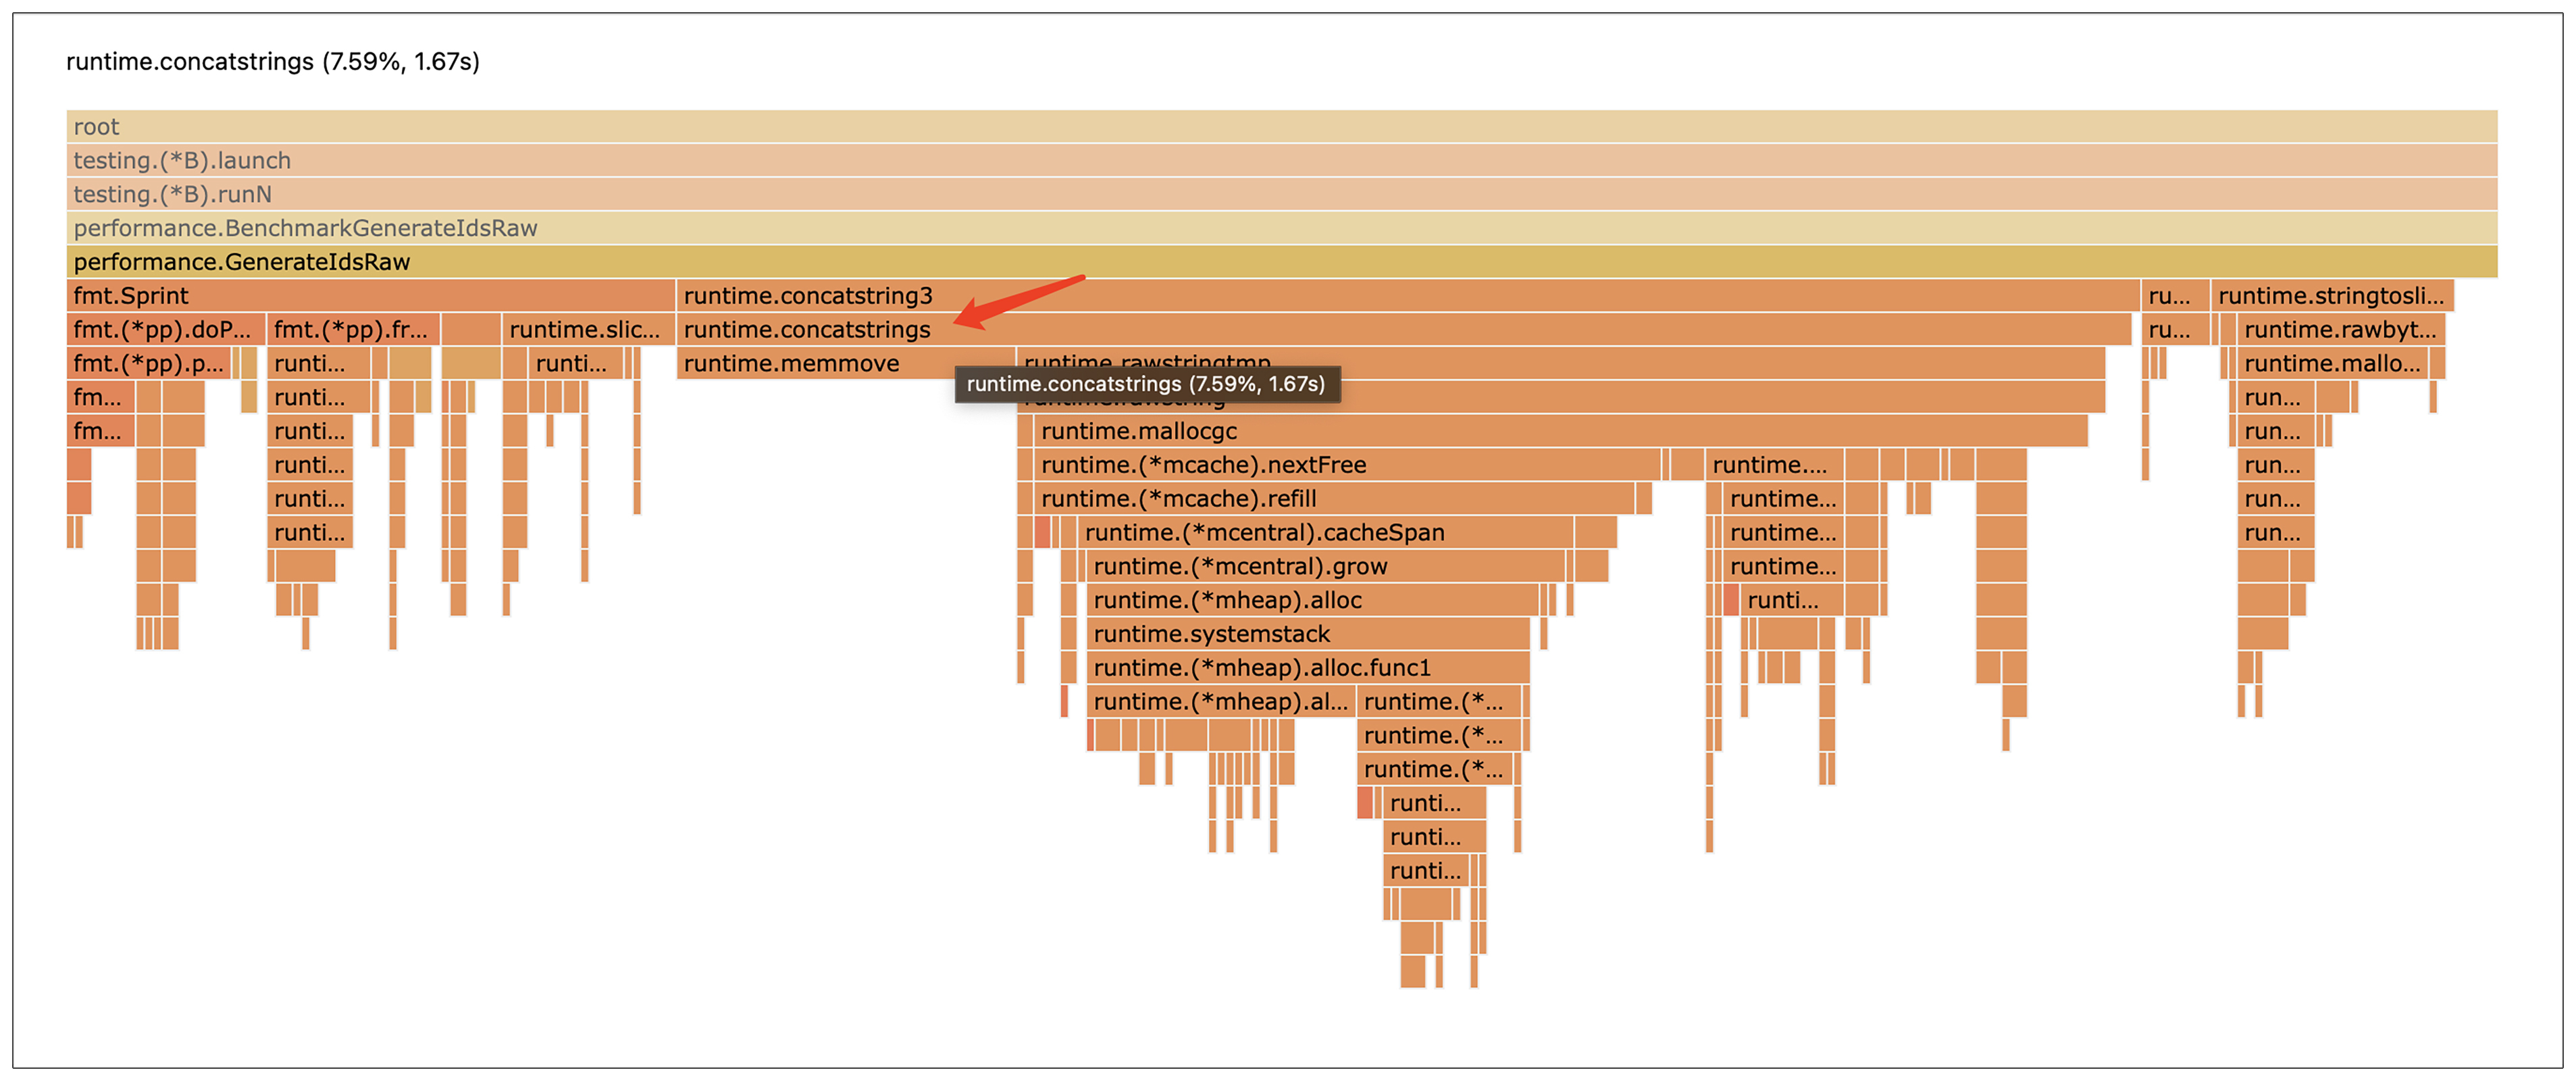 runtime.concatstrings (7.59%, 1.67s)
root
testing.(*B).launch
testing.(*B).runN
performance.BenchmarkGenerateIdsRaw
performance.GenerateIdsRaw
fmt.Sprint runtime.concatstring3 ru... runtime.stringtosli...
fmt.(*pp).doP... fmt.(*pp).fr... runtime.slic... runtime.concatstrings ru... runtime.rawbyt...
fmt.(*pp).p... runti... runti... runtime.memmove runtime.rawstringtmp runtime.mallo...
runtime.concatstrings (7.59%, 1.67s)
fm... runti... runtime.rawstring run...
fm... runti... runtime.mallocgc run...
runti... runtime.(*mcache).nextFree runtime.... run...
runti... runtime.(*mcache).refill runtime... run...
runti... runtime.(*mcentral).cacheSpan runtime... run...
runtime.(*mcentral).grow runtime...
runtime.(*mheap).alloc runti...
runtime.systemstack
runtime.(*mheap).alloc.func1
runtime.(*mheap).al... runtime.(*...
runtime.(*...
runtime.(*...
runti...
runti...
runti...